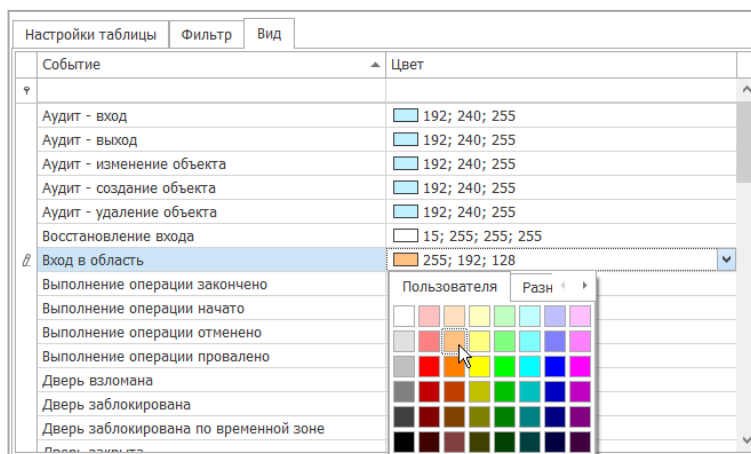 Настройки таблицы Фильтр Вид
Событие Цвет
Аудит - вход 192; 240; 255
Аудит - выход 192; 240; 255
Аудит - изменение объекта 192; 240; 255
Аудит - создание объекта 192; 240; 255
Аудит - удаление объекта 192; 240; 255
Восстановление входа 15; 255; 255; 255
Вход в область 255; 192; 128
Выполнение операции закончено Пользователя Разн
Выполнение операции начато
Выполнение операции отменено
Выполнение операции провалено
Дверь взломана
Дверь заблокирована
Дверь заблокирована по временной зоне
Дверь закрыта